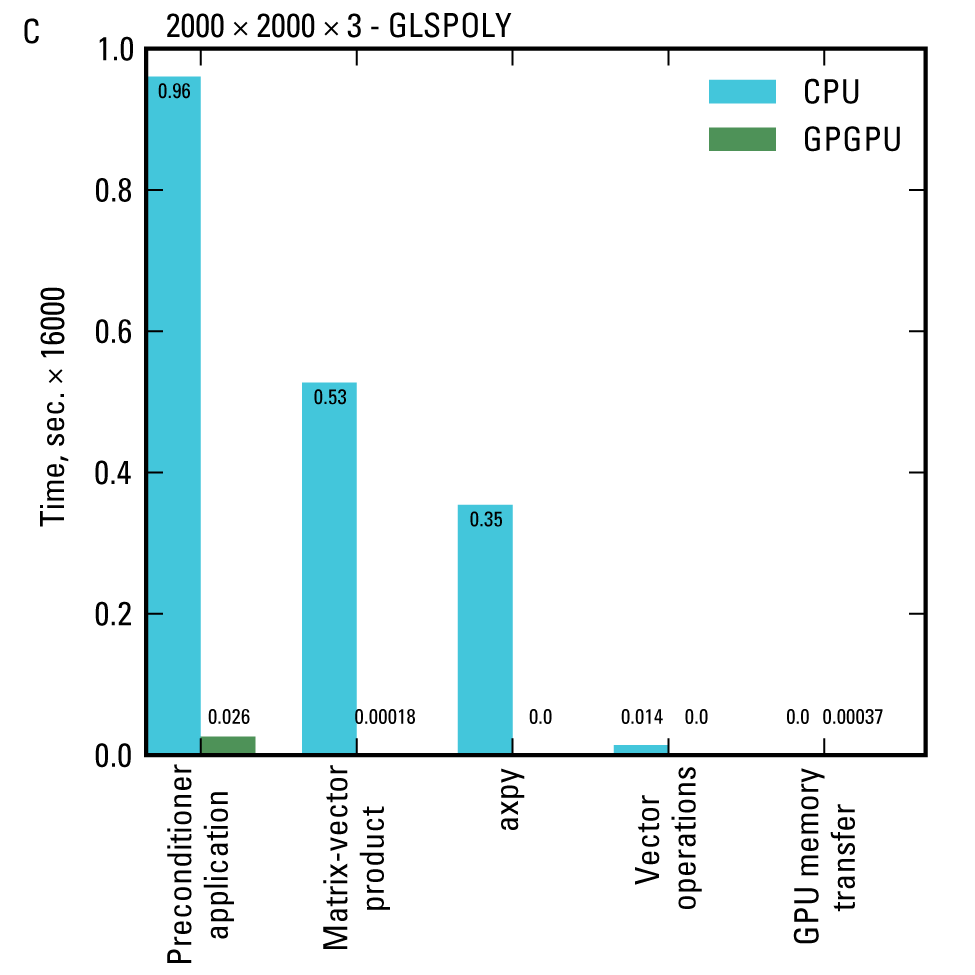 C
2000 × 2000 × 3 - GLSPOLY
CPU
GPGPU
Time, sec. × 16000
1.0
0.8
0.6
0.4
0.2
0.0
0.96
0.026
0.53
0.00018
0.35
0.0
0.014
0.0
0.0
0.00037
Preconditioner
application
Matrix-vector
product
axpy
Vector
operations
GPU memory
transfer